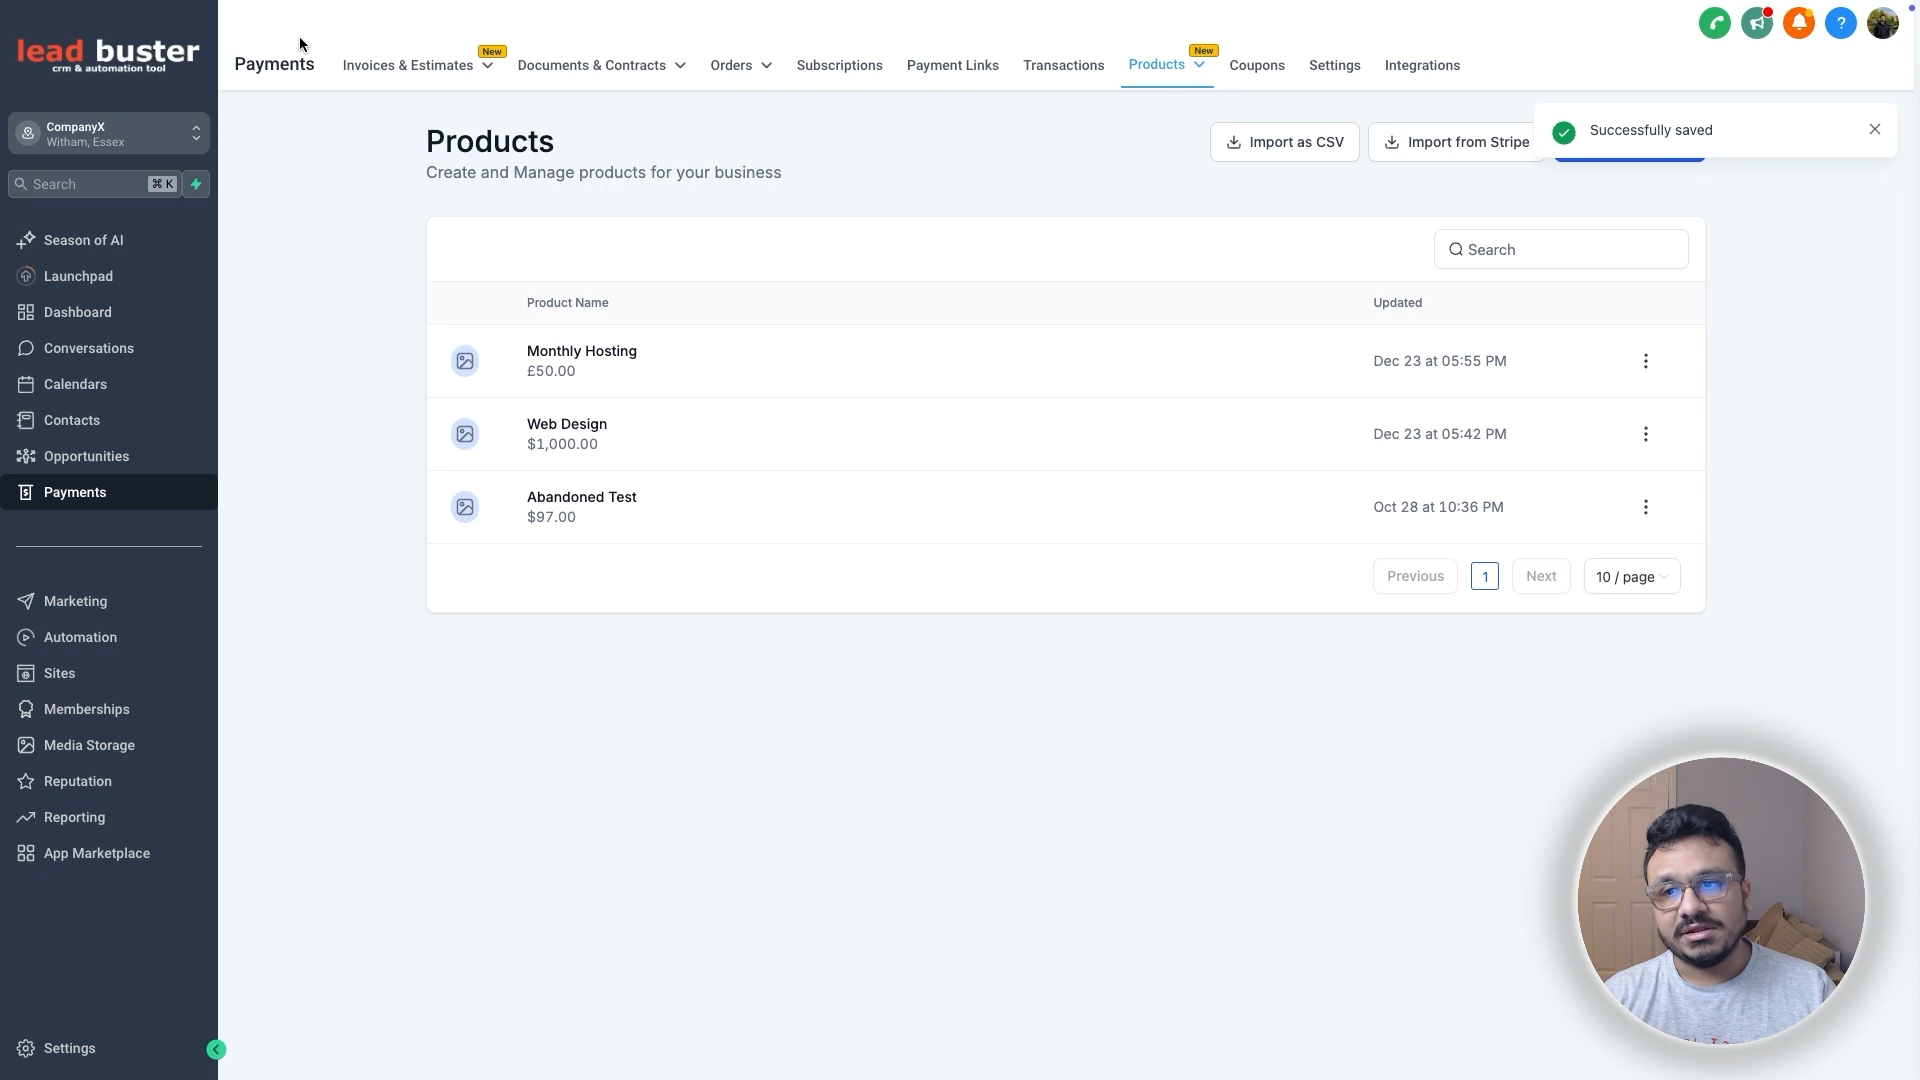 lead buster
crm & automation tool
CompanyX
Witham, Essex
Search ⌘ K
Season of AI
Launchpad
Dashboard
Conversations
Calendars
Contacts
Opportunities
Payments
Marketing
Automation
Sites
Memberships
Media Storage
Reputation
Reporting
App Marketplace
Settings
Payments
Invoices & Estimates New
Documents & Contracts
Orders
Subscriptions
Payment Links
Transactions
Products New
Coupons
Settings
Integrations
?
Products
Create and Manage products for your business
Import as CSV
Import from Stripe
Successfully saved
Search
Product Name Updated
Monthly Hosting
£50.00
Dec 23 at 05:55 PM
Web Design
$1,000.00
Dec 23 at 05:42 PM
Abandoned Test
$97.00
Oct 28 at 10:36 PM
Previous 1 Next 10 / page